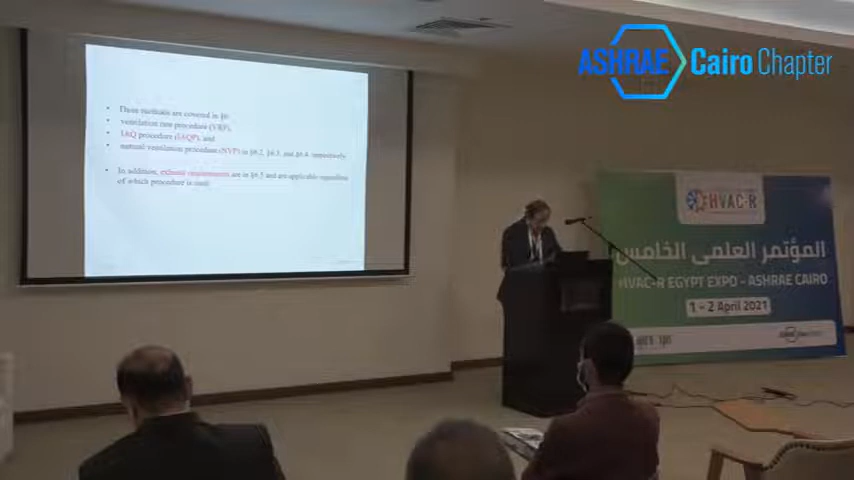 ASHRAE Cairo Chapter
• These methods are covered in §6:
• ventilation rate procedure (VRP),
• IAQ procedure (IAQP), and
• natural ventilation procedure (NVP) in §6.2, §6.3, and §6.4, respectively.
• In addition, exhaust requirements are in §6.5 and are applicable regardless
of which procedure is used.
HVAC-R
المؤتمر العلمى الخامس
HVAC-R EGYPT EXPO - ASHRAE CAIRO
1 - 2 April 2021